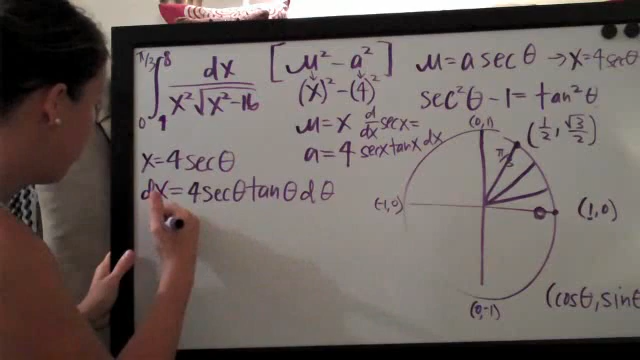 π/3 8
∫ dx / x²√x²-16 [μ² - a²] μ = a sec θ → x = 4 sec θ
0 4 (x)² - (4)² sec²θ - 1 = tan²θ
μ = x d/dx sec x = (0,1) (1/2, √3/2)
x = 4 sec θ a = 4 sec x tan x dx π/3
dx = 4 sec θ tan θ d θ (-1,0) (1,0)
(0,-1) (cos θ, sin θ